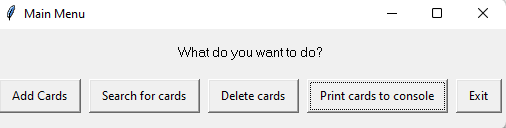 Main Menu
What do you want to do?
Add Cards Search for cards Delete cards Print cards to console Exit